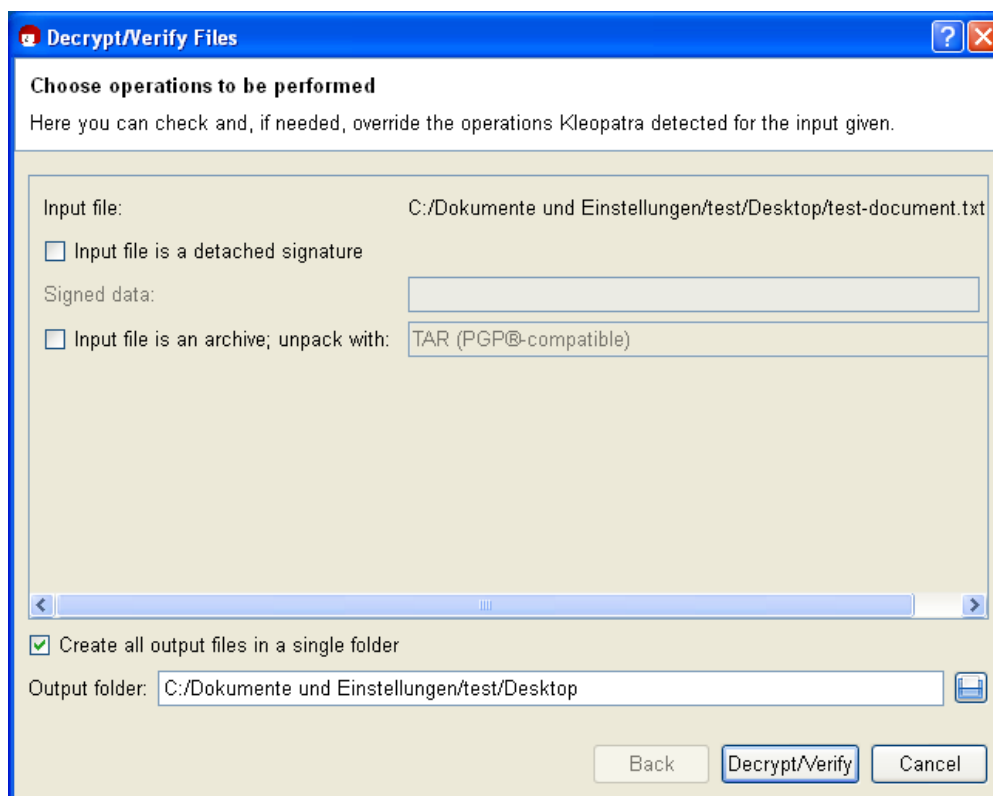 Decrypt/Verify Files
Choose operations to be performed
Here you can check and, if needed, override the operations Kleopatra detected for the input given.
Input file: C:/Dokumente und Einstellungen/test/Desktop/test-document.txt
Input file is a detached signature
Signed data:
Input file is an archive; unpack with: TAR (PGP®-compatible)
Create all output files in a single folder
Output folder: C:/Dokumente und Einstellungen/test/Desktop
Back Decrypt/Verify Cancel